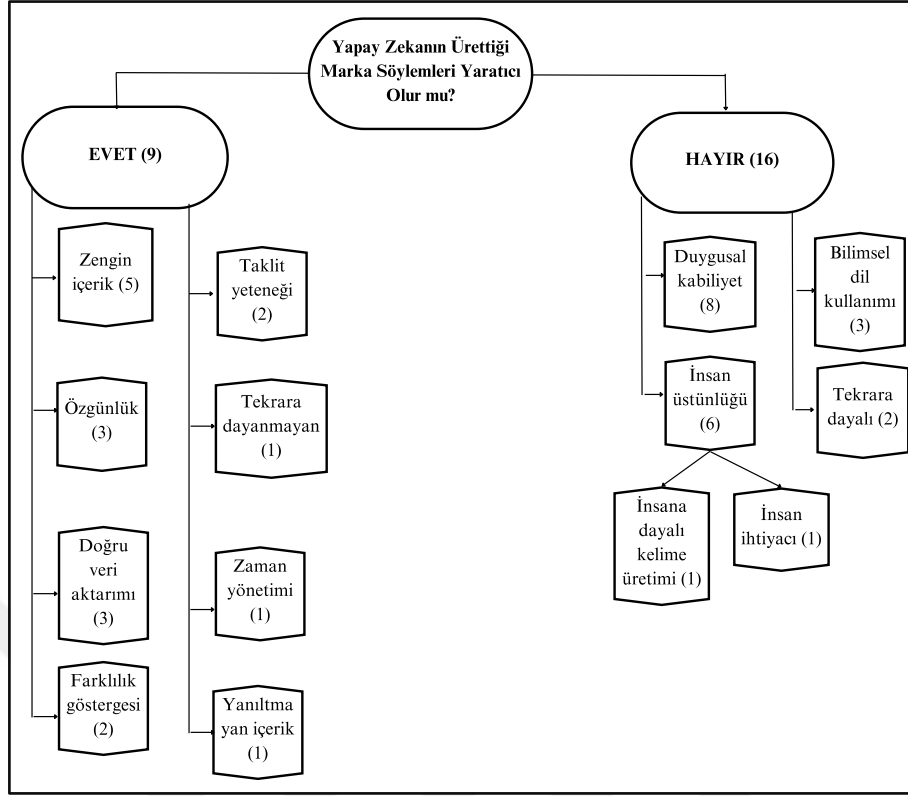 Yapay Zekanın Ürettiği
Marka Söylemleri Yaratıcı
Olur mu?
EVET (9)
Zengin
içerik (5)
Özgünlük
(3)
Doğru
veri
aktarımı
(3)
Farklılık
göstergesi
(2)
Taklit
yeteneği
(2)
Tekrara
dayanmayan
(1)
Zaman
yönetimi
(1)
Yanıltma
yan içerik
(1)
HAYIR (16)
Duygusal
kabiliyet
(8)
İnsan
üstünlüğü
(6)
İnsana
dayalı
kelime
üretimi (1)
İnsan
ihtiyacı (1)
Bilimsel
dil
kullanımı
(3)
Tekrara
dayalı (2)